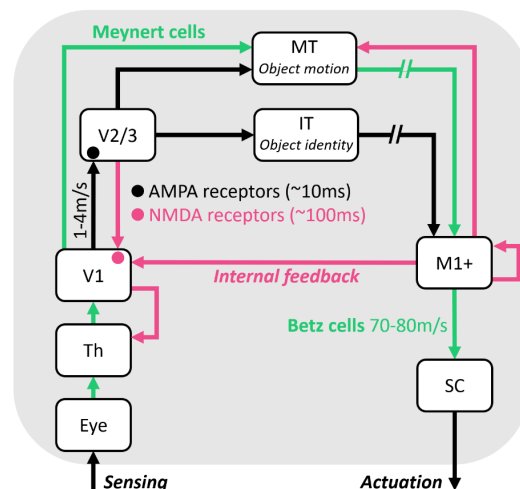 Meynert cells
MT
Object motion
V2/3
IT
Object identity
1-4m/s
AMPA receptors (~10ms)
NMDA receptors (~100ms)
V1
Internal feedback
M1+
Th
Betz cells 70-80m/s
SC
Eye
Sensing
Actuation